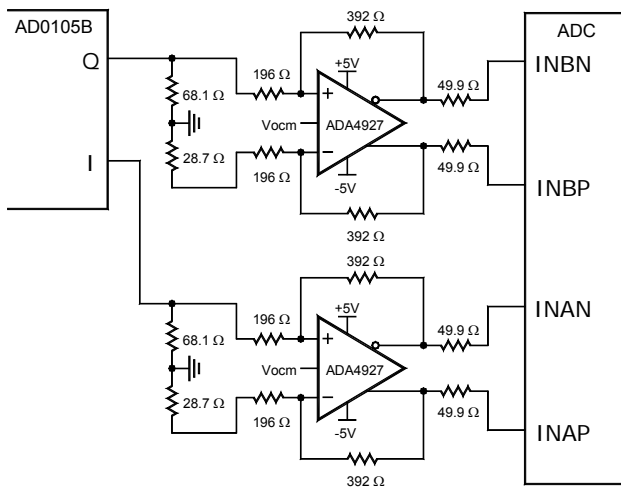 AD0105B
Q
I
68.1 Ω
28.7 Ω
196 Ω
196 Ω
392 Ω
+5V
+
Vocm
ADA4927
−
-5V
392 Ω
49.9 Ω
49.9 Ω
ADC
INBN
INBP
68.1 Ω
28.7 Ω
196 Ω
196 Ω
392 Ω
+5V
+
Vocm
ADA4927
−
-5V
392 Ω
49.9 Ω
49.9 Ω
INAN
INAP